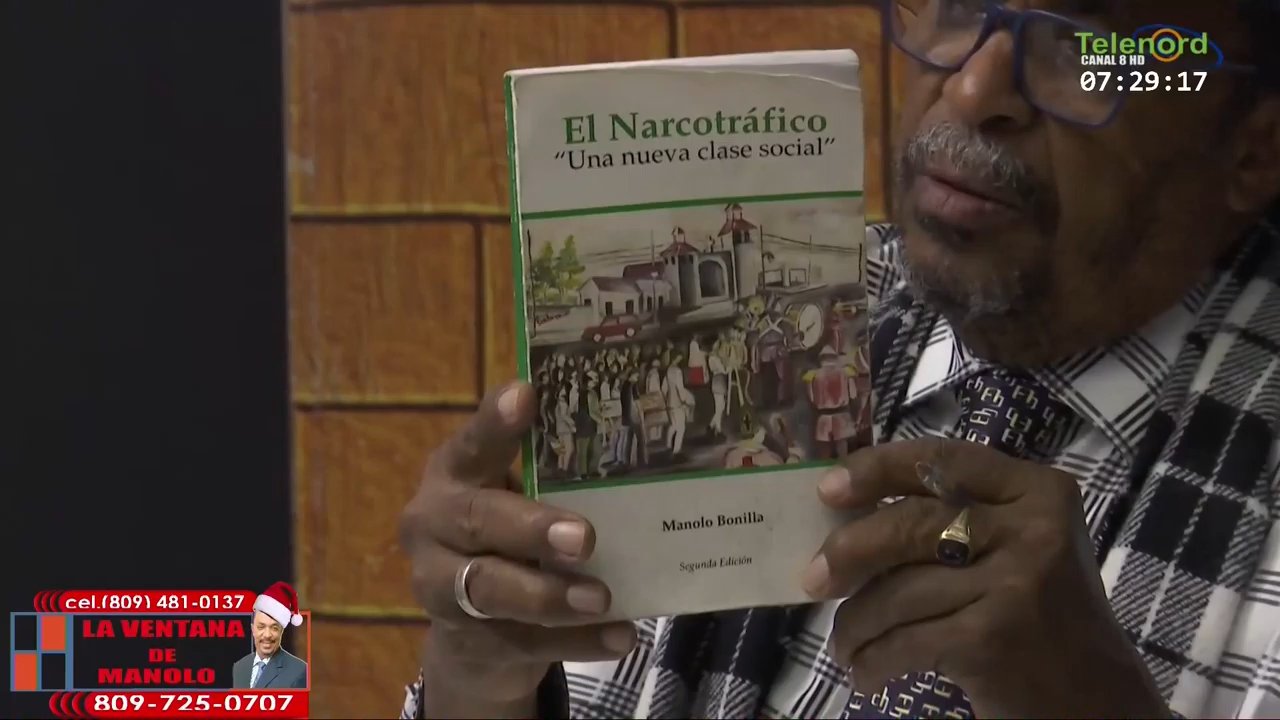 Telenord
CANAL 8 HD
07:29:17
El Narcotráfico
“Una nueva clase social”
Manolo Bonilla
Segunda Edición
cel.(809) 481-0137
LA VENTANA
DE
MANOLO
809-725-0707